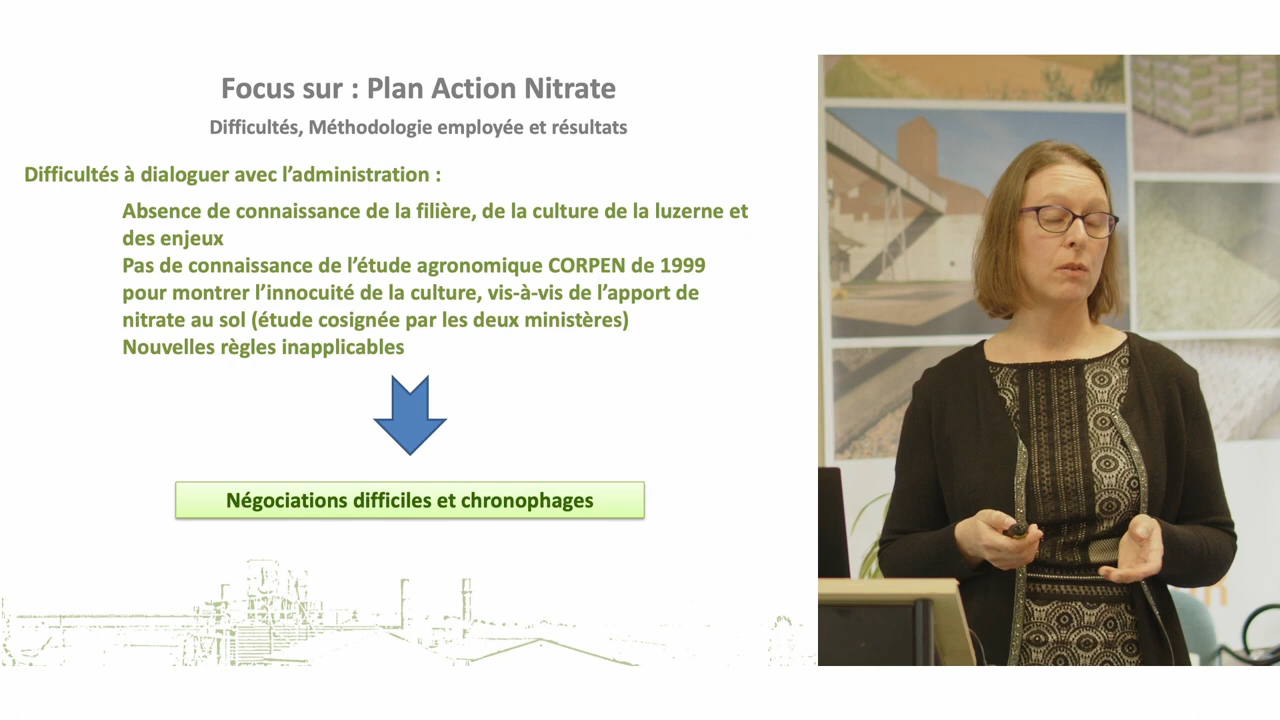 Focus sur : Plan Action Nitrate
Difficultés, Méthodologie employée et résultats
Difficultés à dialoguer avec l’administration :
Absence de connaissance de la filière, de la culture de la luzerne et
des enjeux
Pas de connaissance de l’étude agronomique CORPEN de 1999
pour montrer l’innocuité de la culture, vis-à-vis de l’apport de
nitrate au sol (étude cosignée par les deux ministères)
Nouvelles règles inapplicables
Négociations difficiles et chronophages